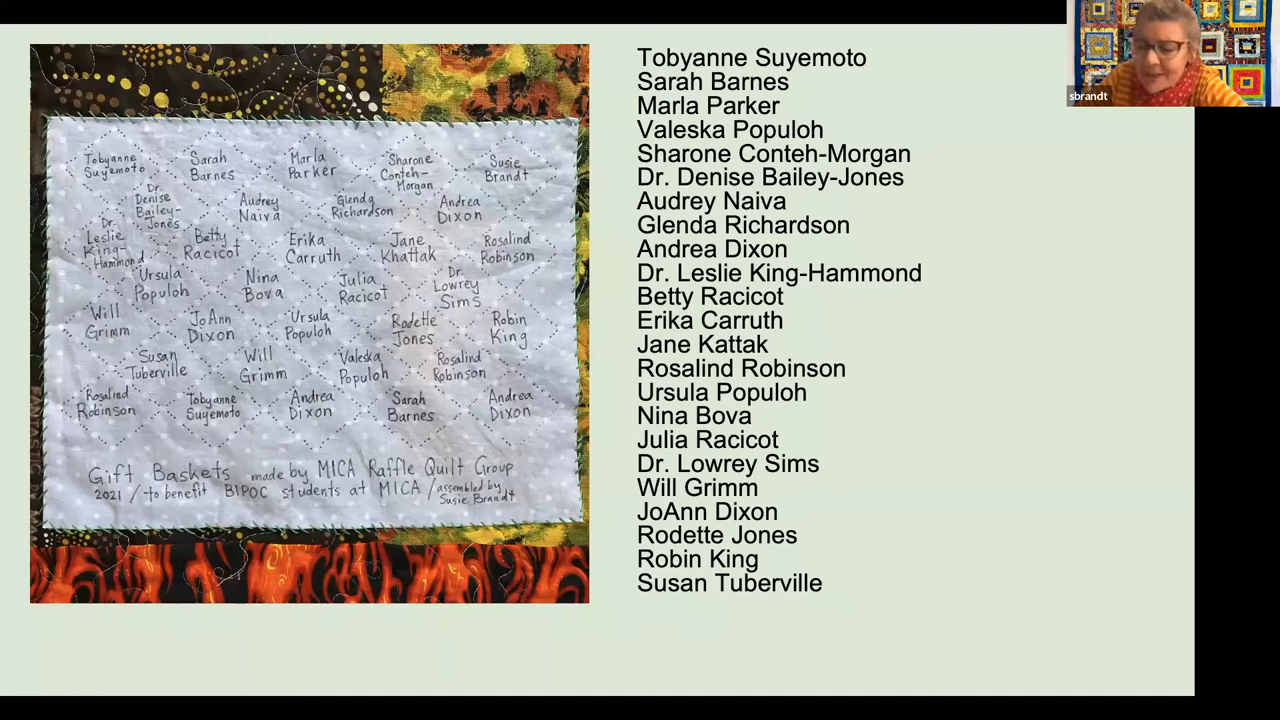 Tobyanne
Suyemoto
Sarah
Barnes
Marla
Parker
Sharone
Conteh-
Morgan
Susie
Brandt
Dr.
Denise
Bailey-
Jones
Audrey
Naiva
Glenda
Richardson
Andrea
Dixon
Dr.
Leslie
King-
Hammond
Betty
Racicot
Erika
Carruth
Jane
Khattak
Rosalind
Robinson
Ursula
Populoh
Nina
Bova
Julia
Racicot
Dr.
Lowrey
Sims
Will
Grimm
JoAnn
Dixon
Ursula
Populoh
Rodette
Jones
Robin
King
Susan
Tuberville
Will
Grimm
Valeska
Populoh
Rosalind
Robinson
Rosalind
Robinson
Tobyanne
Suyemoto
Andrea
Dixon
Sarah
Barnes
Andrea
Dixon
Gift Baskets made by MICA Raffle Quilt Group
2021 / to benefit BIPOC students at MICA / assembled by
Susie Brandt
Tobyanne Suyemoto
Sarah Barnes
Marla Parker
Valeska Populoh
Sharone Conteh-Morgan
Dr. Denise Bailey-Jones
Audrey Naiva
Glenda Richardson
Andrea Dixon
Dr. Leslie King-Hammond
Betty Racicot
Erika Carruth
Jane Kattak
Rosalind Robinson
Ursula Populoh
Nina Bova
Julia Racicot
Dr. Lowrey Sims
Will Grimm
JoAnn Dixon
Rodette Jones
Robin King
Susan Tuberville
sbrandt